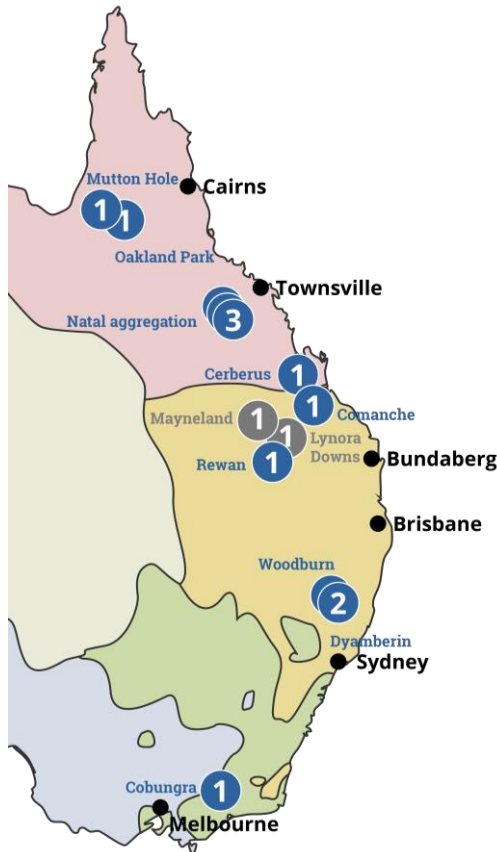 Mutton Hole
Cairns
1
1
Oakland Park
Townsville
Natal aggregation
3
Cerberus
1
1
Comanche
Mayneland
1
1
Lynora
Downs
Rewan
1
Bundaberg
Brisbane
Woodburn
2
Dyamberin
Sydney
Cobungra
1
Melbourne